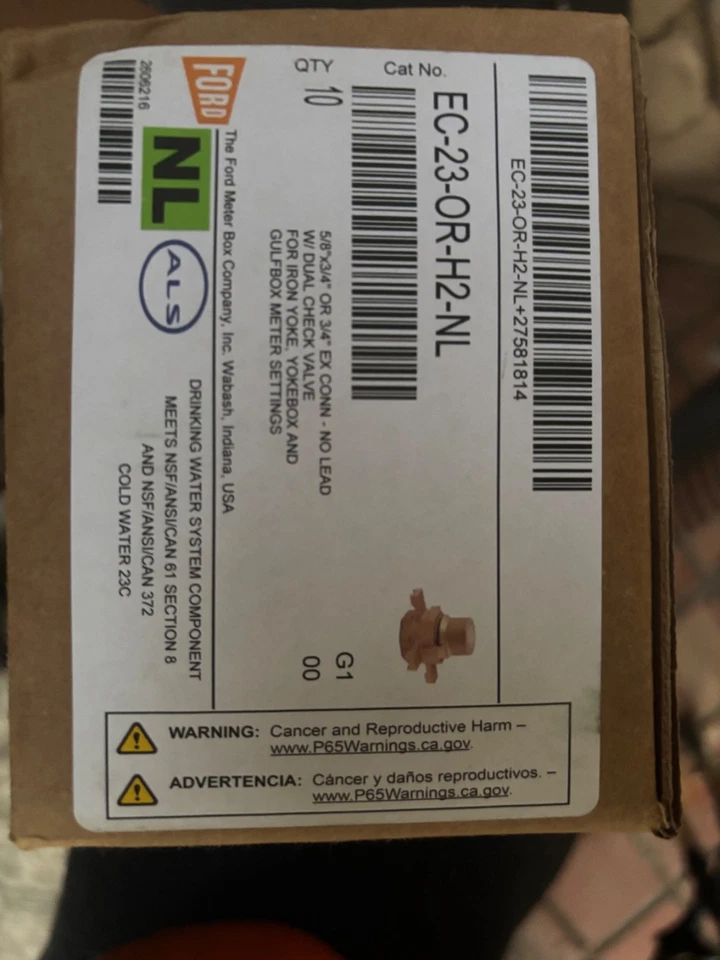 EC-23-OR-H2-NL+27581814
Cat No.
EC-23-OR-H2-NL
QTY
10
5/8"x3/4" OR 3/4" EX CONN - NO LEAD
W/ DUAL CHECK VALVE
FOR IRON YOKE, YOKEBOX AND
GULFBOX METER SETTINGS
G1
00
FORD
The Ford Meter Box Company, Inc. Wabash, Indiana, USA
NL
ALS
2606216
DRINKING WATER SYSTEM COMPONENT
MEETS NSF/ANSI/CAN 61 SECTION 8
AND NSF/ANSI/CAN 372
COLD WATER 23C
WARNING: Cancer and Reproductive Harm –
www.P65Warnings.ca.gov.
ADVERTENCIA: Cáncer y daños reproductivos. –
www.P65Warnings.ca.gov.